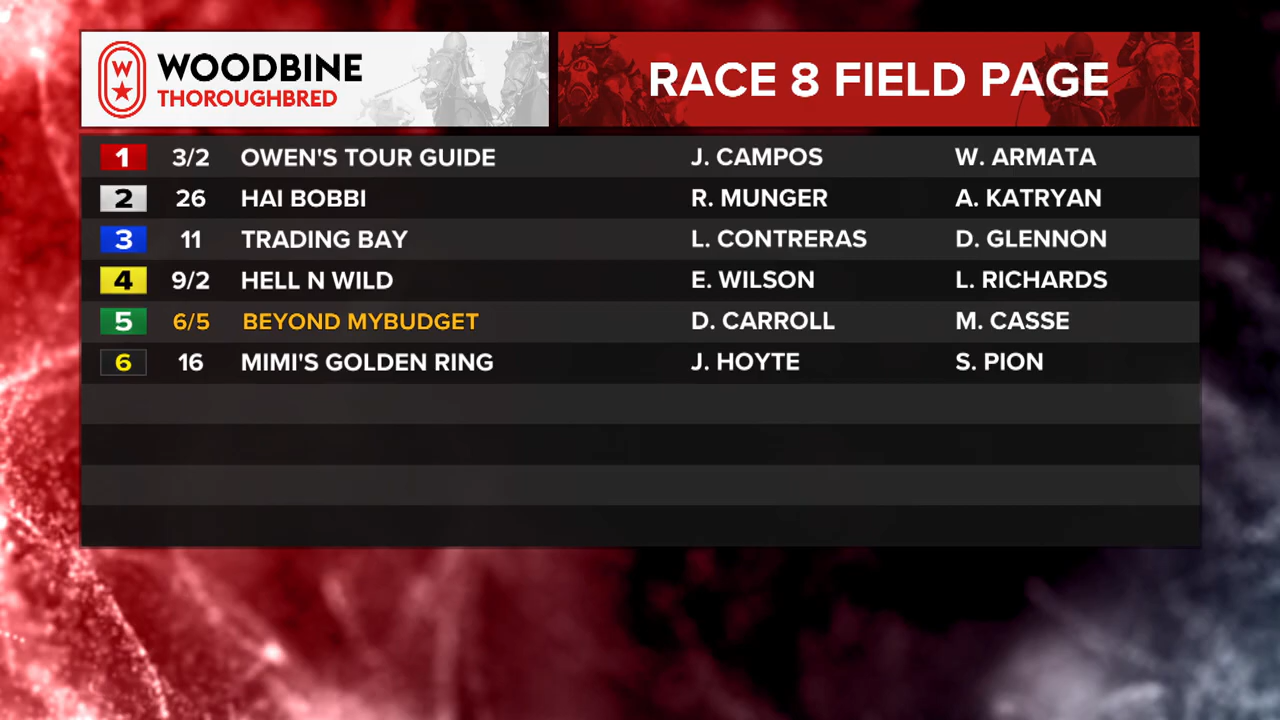 W WOODBINE
THOROUGHBRED
RACE 8 FIELD PAGE
1 3/2 OWEN'S TOUR GUIDE J. CAMPOS W. ARMATA
2 26 HAI BOBBI R. MUNGER A. KATRYAN
3 11 TRADING BAY L. CONTRERAS D. GLENNON
4 9/2 HELL N WILD E. WILSON L. RICHARDS
5 6/5 BEYOND MYBUDGET D. CARROLL M. CASSE
6 16 MIMI'S GOLDEN RING J. HOYTE S. PION